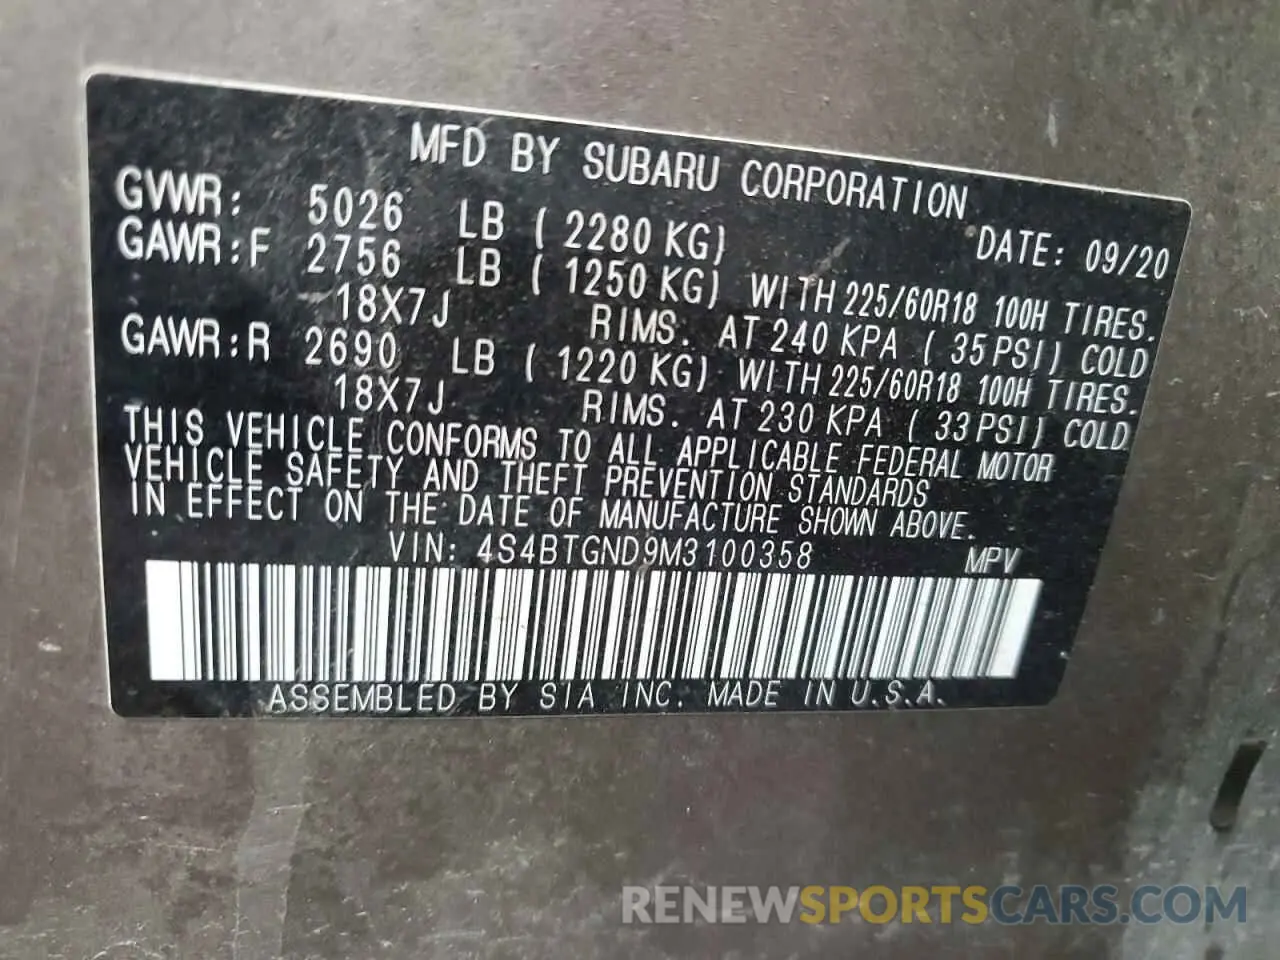 MFD BY SUBARU CORPORATION
DATE: 09/20
GVWR: 5026 LB ( 2280 KG)
GAWR:F 2756 LB ( 1250 KG) WITH 225/60R18 100H TIRES.
18X7J RIMS. AT 240 KPA ( 35PSI) COLD
GAWR:R 2690 LB ( 1220 KG) WITH 225/60R18 100H TIRES.
18X7J RIMS. AT 230 KPA ( 33PSI) COLD
THIS VEHICLE CONFORMS TO ALL APPLICABLE FEDERAL MOTOR
VEHICLE SAFETY AND THEFT PREVENTION STANDARDS
IN EFFECT ON THE DATE OF MANUFACTURE SHOWN ABOVE.
VIN: 4S4BTGND9M3100358 MPV
ASSEMBLED BY SIA INC. MADE IN U.S.A.
RENEWSPORTSCARS.COM